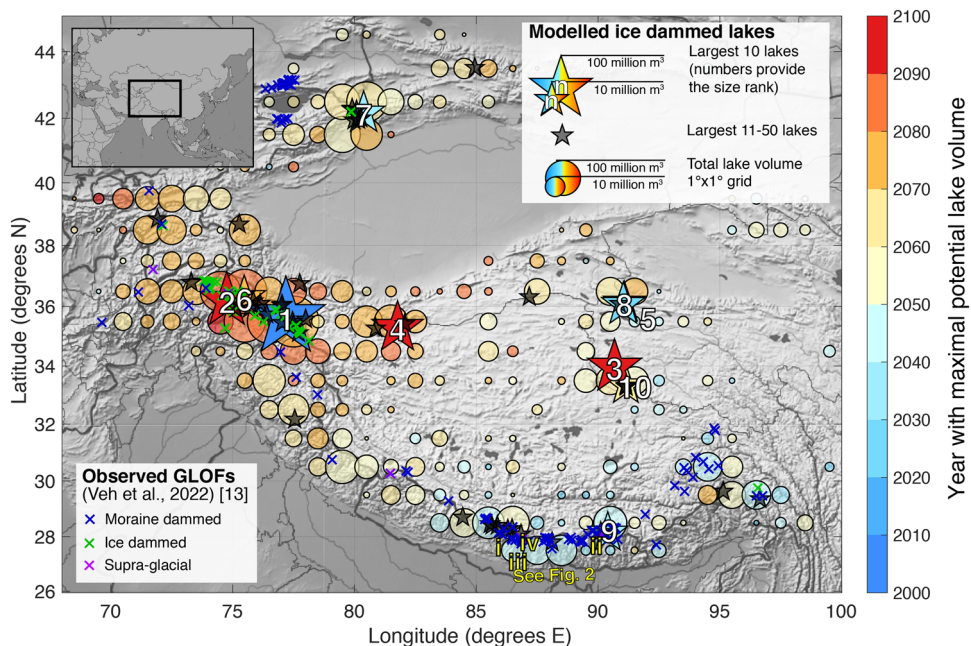 Modelled ice dammed lakes
100 million m³
10 million m³
n
n
Largest 10 lakes
(numbers provide
the size rank)
Largest 11-50 lakes
100 million m³
10 million m³
Total lake volume
1°x1° grid
Observed GLOFs
(Veh et al., 2022) [13]
Moraine dammed
Ice dammed
Supra-glacial
7
2
6
1
4
8
5
3
10
9
i
iv
ii
iii
See Fig. 2
44
42
40
38
36
34
32
30
28
26
Latitude (degrees N)
70 75 80 85 90 95 100
Longitude (degrees E)
2100
2090
2080
2070
2060
2050
2040
2030
2020
2010
2000
Year with maximal potential lake volume